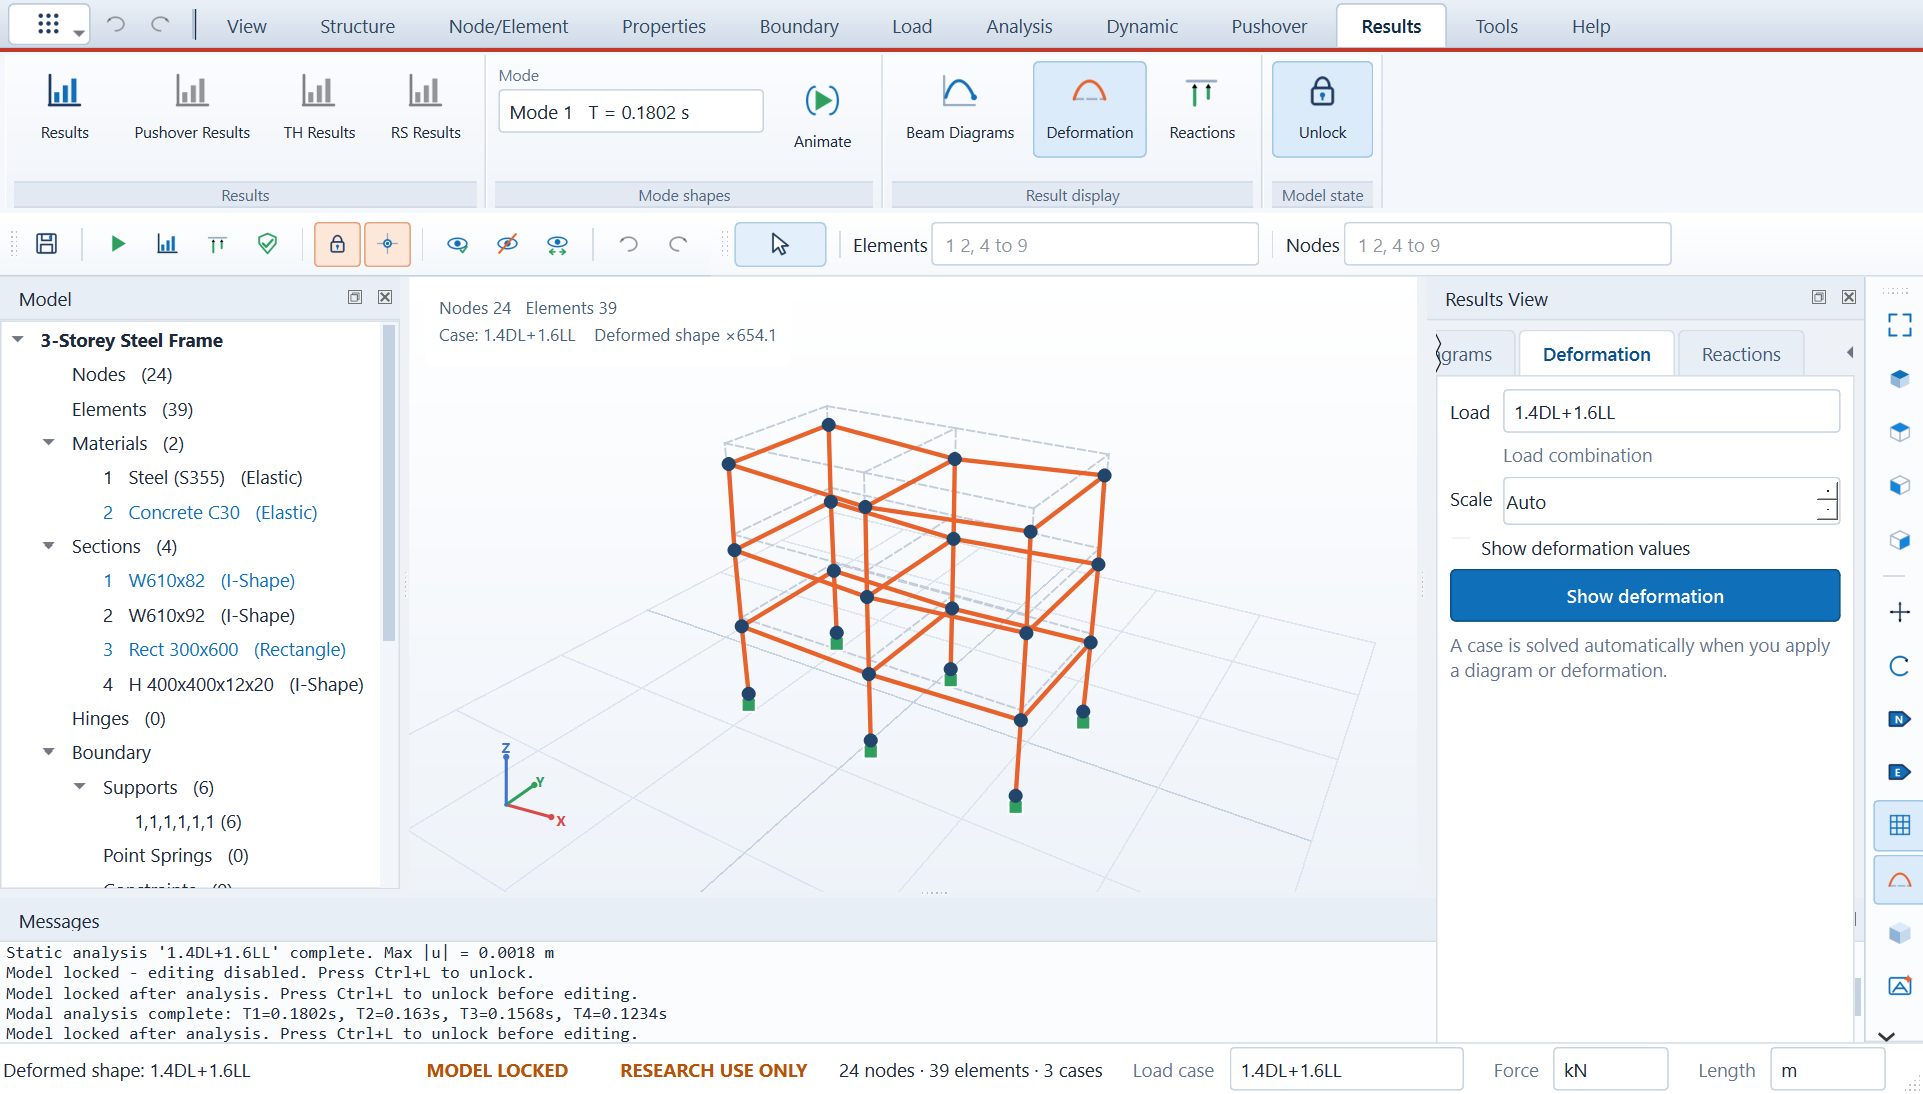 View Structure Node/Element Properties Boundary Load Analysis Dynamic Pushover Results Tools Help
Results Pushover Results TH Results RS Results
Results
Mode
Mode 1 T = 0.1802 s
Animate
Mode shapes
Beam Diagrams Deformation Reactions
Result display
Unlock
Model state
Elements 1 2, 4 to 9 Nodes 1 2, 4 to 9
Model
3-Storey Steel Frame
Nodes (24)
Elements (39)
Materials (2)
1 Steel (S355) (Elastic)
2 Concrete C30 (Elastic)
Sections (4)
1 W610x82 (I-Shape)
2 W610x92 (I-Shape)
3 Rect 300x600 (Rectangle)
4 H 400x400x12x20 (I-Shape)
Hinges (0)
Boundary
Supports (6)
1,1,1,1,1,1 (6)
Point Springs (0)
Nodes 24 Elements 39
Case: 1.4DL+1.6LL Deformed shape ×654.1
Z
Y
X
Results View
grams Deformation Reactions
Load 1.4DL+1.6LL
Load combination
Scale Auto
Show deformation values
Show deformation
A case is solved automatically when you apply
a diagram or deformation.
N
E
Messages
Static analysis '1.4DL+1.6LL' complete. Max |u| = 0.0018 m
Model locked - editing disabled. Press Ctrl+L to unlock.
Model locked after analysis. Press Ctrl+L to unlock before editing.
Modal analysis complete: T1=0.1802s, T2=0.163s, T3=0.1568s, T4=0.1234s
Model locked after analysis. Press Ctrl+L to unlock before editing.
Deformed shape: 1.4DL+1.6LL MODEL LOCKED RESEARCH USE ONLY 24 nodes · 39 elements · 3 cases Load case 1.4DL+1.6LL Force kN Length m